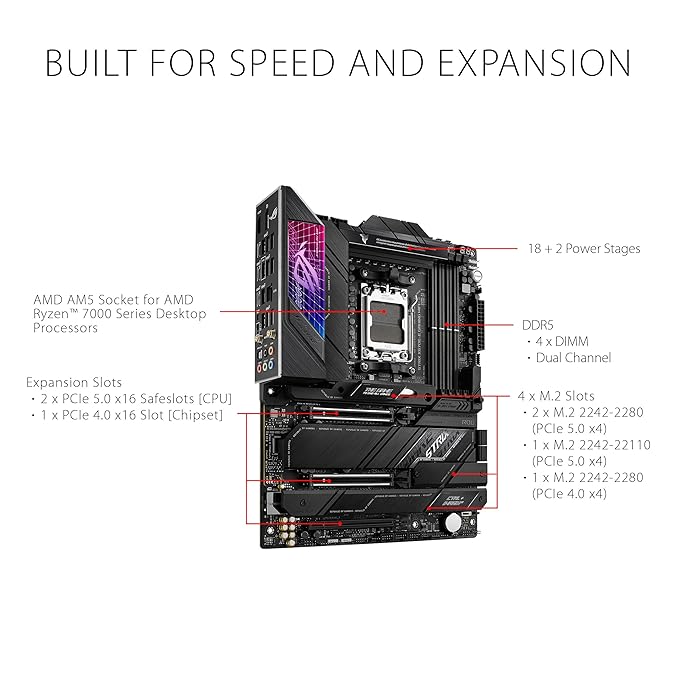 BUILT FOR SPEED AND EXPANSION
18 + 2 Power Stages
AMD AM5 Socket for AMD
Ryzen™ 7000 Series Desktop
Processors
DDR5
• 4 x DIMM
• Dual Channel
Expansion Slots
• 2 x PCIe 5.0 x16 Safeslots [CPU]
• 1 x PCIe 4.0 x16 Slot [Chipset]
4 x M.2 Slots
• 2 x M.2 2242-2280
(PCIe 5.0 x4)
• 1 x M.2 2242-22110
(PCIe 5.0 x4)
• 1 x M.2 2242-2280
(PCIe 4.0 x4)
STRIX